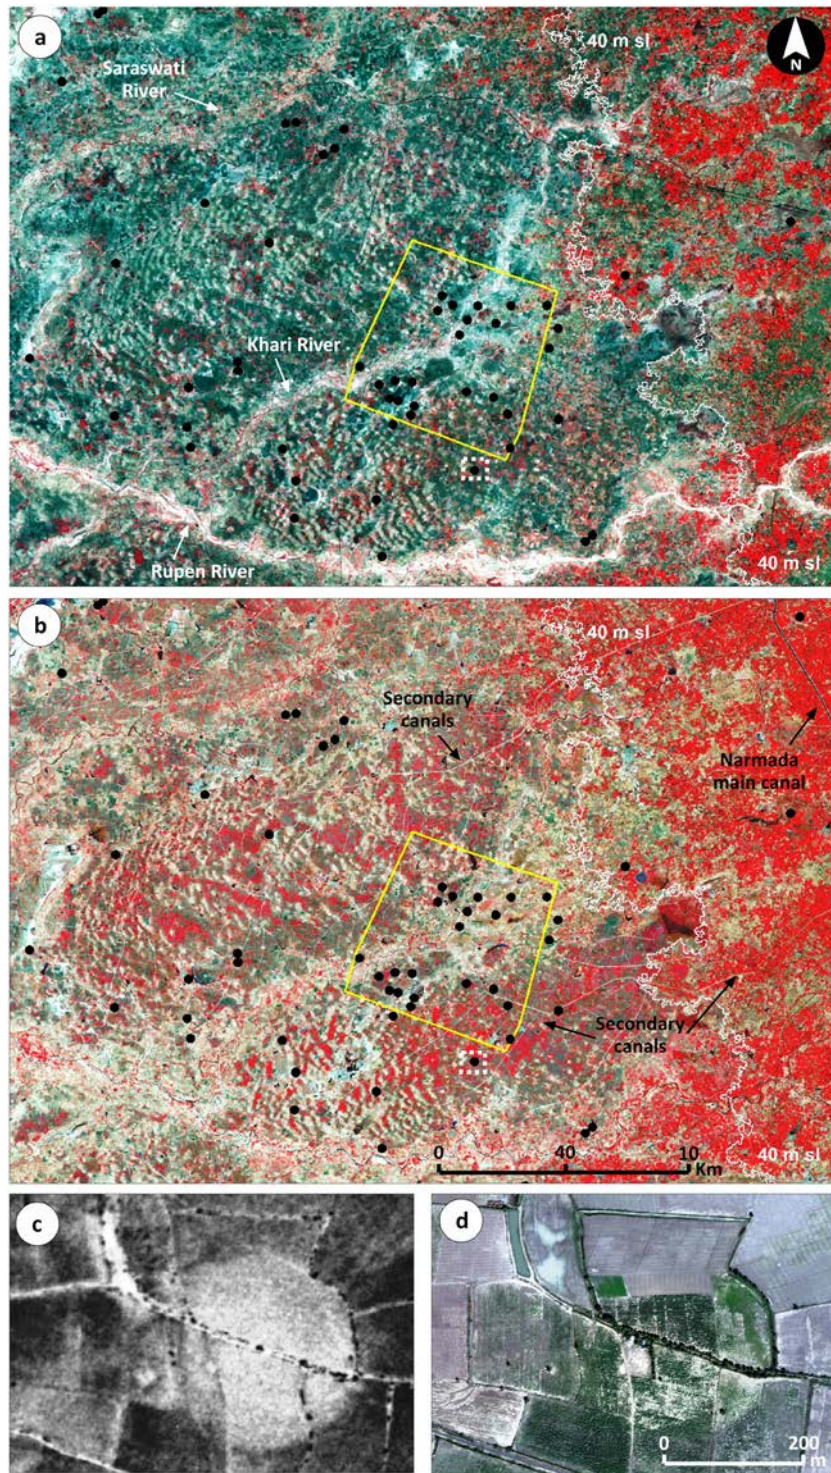 a
40 m sl
N
Saraswati
River
Khari River
Rupen River
40 m sl
b
40 m sl
Secondary
canals
Narmada
main canal
Secondary
canals
0 40 10
Km
40 m sl
c
d
0 200
m